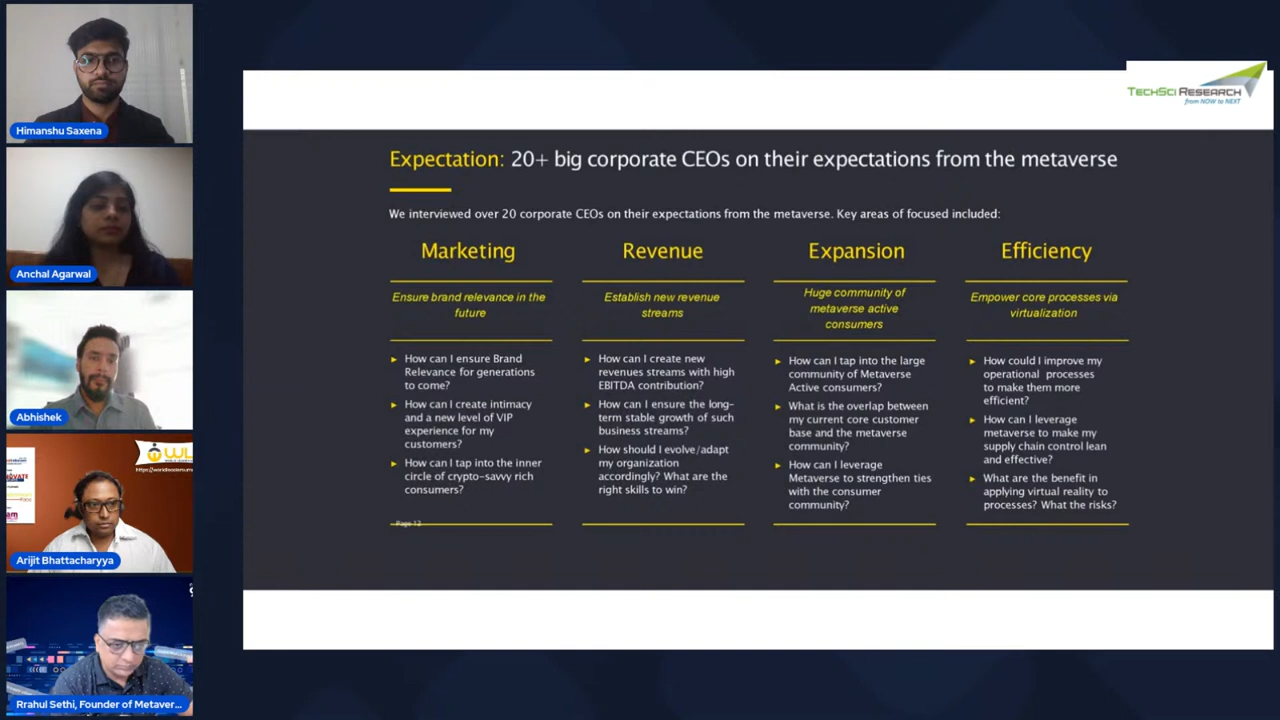 Himanshu Saxena
Anchal Agarwal
Abhishek
WL
https://worldleadersum
RIVATE
am
Arijit Bhattacharyya
Rrahul Sethi, Founder of Metaver...
TECHSCI RESEARCH
from NOW to NEXT
Expectation: 20+ big corporate CEOs on their expectations from the metaverse
We interviewed over 20 corporate CEOs on their expectations from the metaverse. Key areas of focused included:
Marketing
Ensure brand relevance in the
future
► How can I ensure Brand
Relevance for generations
to come?
► How can I create intimacy
and a new level of VIP
experience for my
customers?
► How can I tap into the inner
circle of crypto-savvy rich
consumers?
Page 12
Revenue
Establish new revenue
streams
► How can I create new
revenues streams with high
EBITDA contribution?
► How can I ensure the long-
term stable growth of such
business streams?
► How should I evolve/adapt
my organization
accordingly? What are the
right skills to win?
Expansion
Huge community of
metaverse active
consumers
► How can I tap into the large
community of Metaverse
Active consumers?
► What is the overlap between
my current core customer
base and the metaverse
community?
► How can I leverage
Metaverse to strengthen ties
with the consumer
community?
Efficiency
Empower core processes via
virtualization
► How could I improve my
operational processes
to make them more
efficient?
► How can I leverage
metaverse to make my
supply chain control lean
and effective?
► What are the benefit in
applying virtual reality to
processes? What the risks?